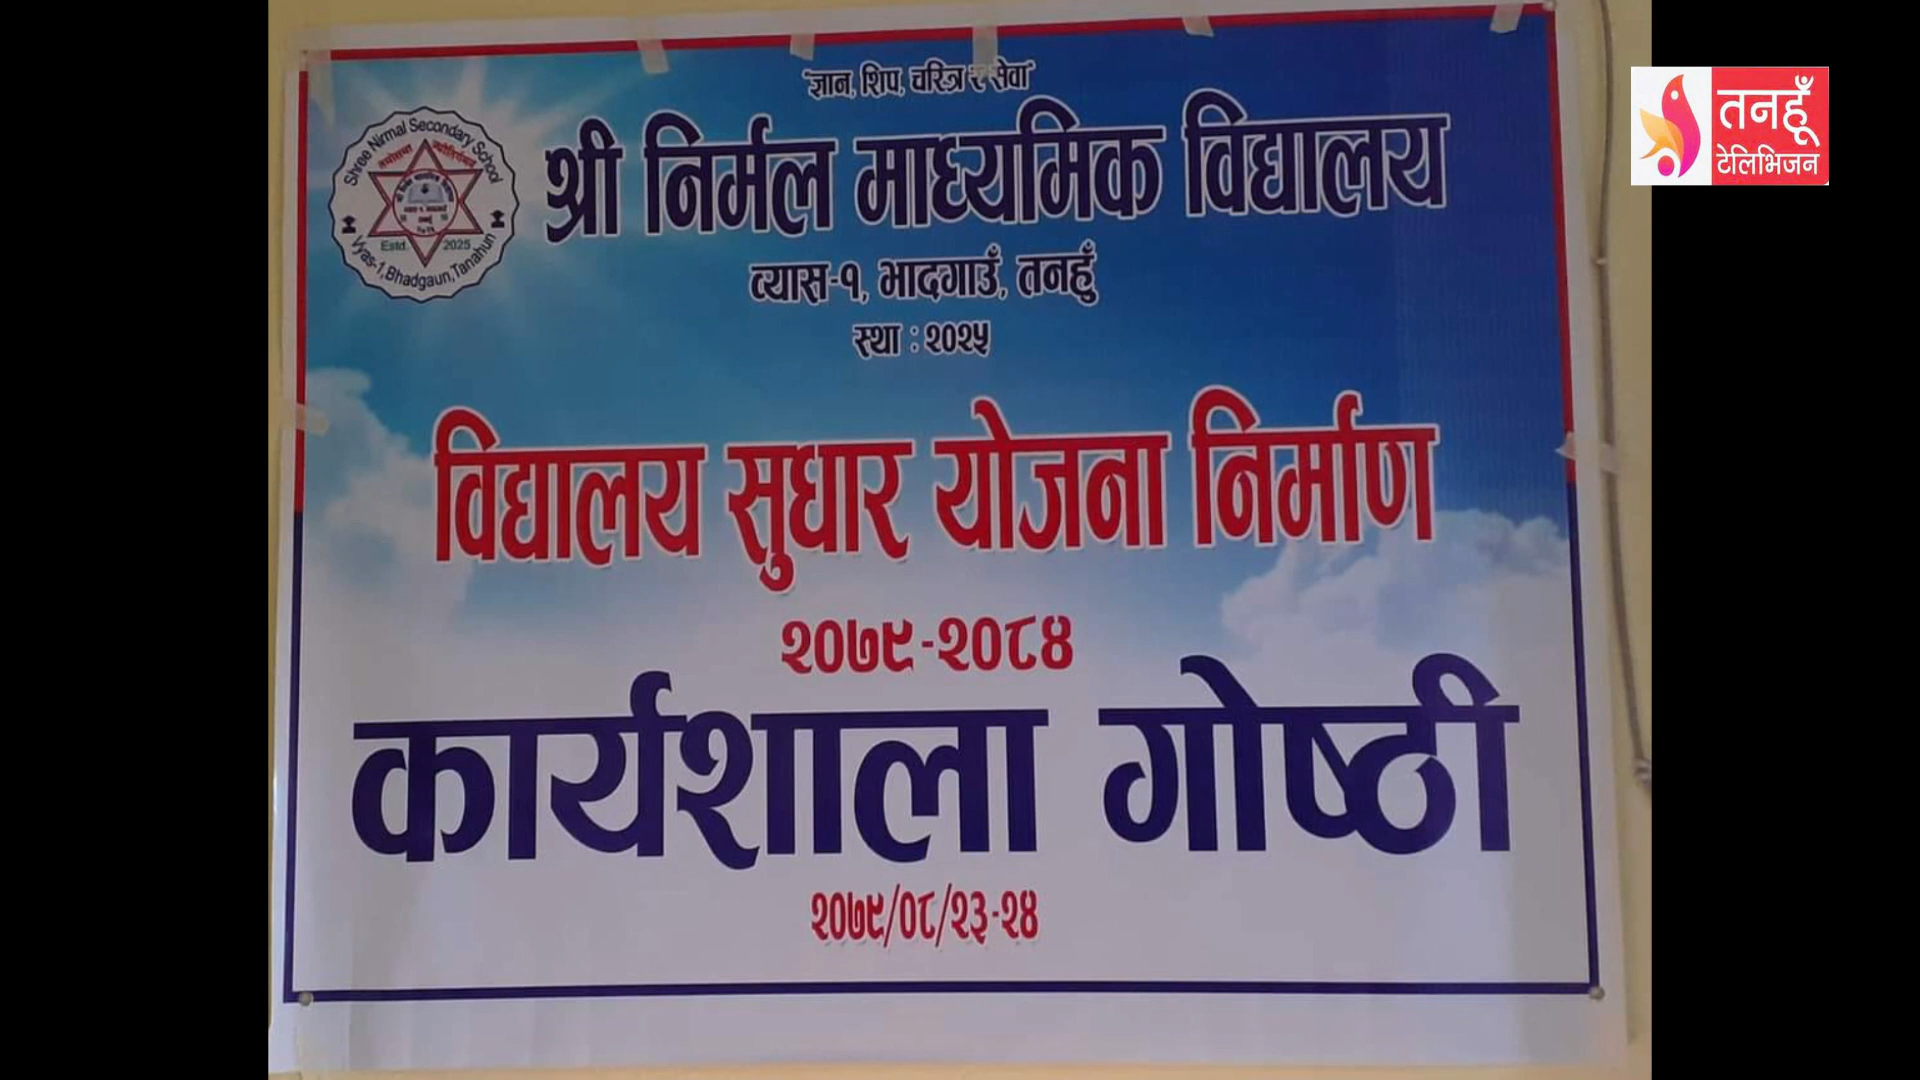 "ज्ञान, शिप, चरित्र र सेवा"
श्री निर्मल माध्यमिक विद्यालय
व्यास-१, भादगाउँ, तनहुँ
स्था : २०२५
Shree Nirmal Secondary School
Estd. 2025
Vyas-1, Bhadgaun, Tanahun
विद्यालय सुधार योजना निर्माण
२०७९-२०८४
कार्यशाला गोष्ठी
२०७९/०८/२३-२४
तनहूँ
टेलिभिजन